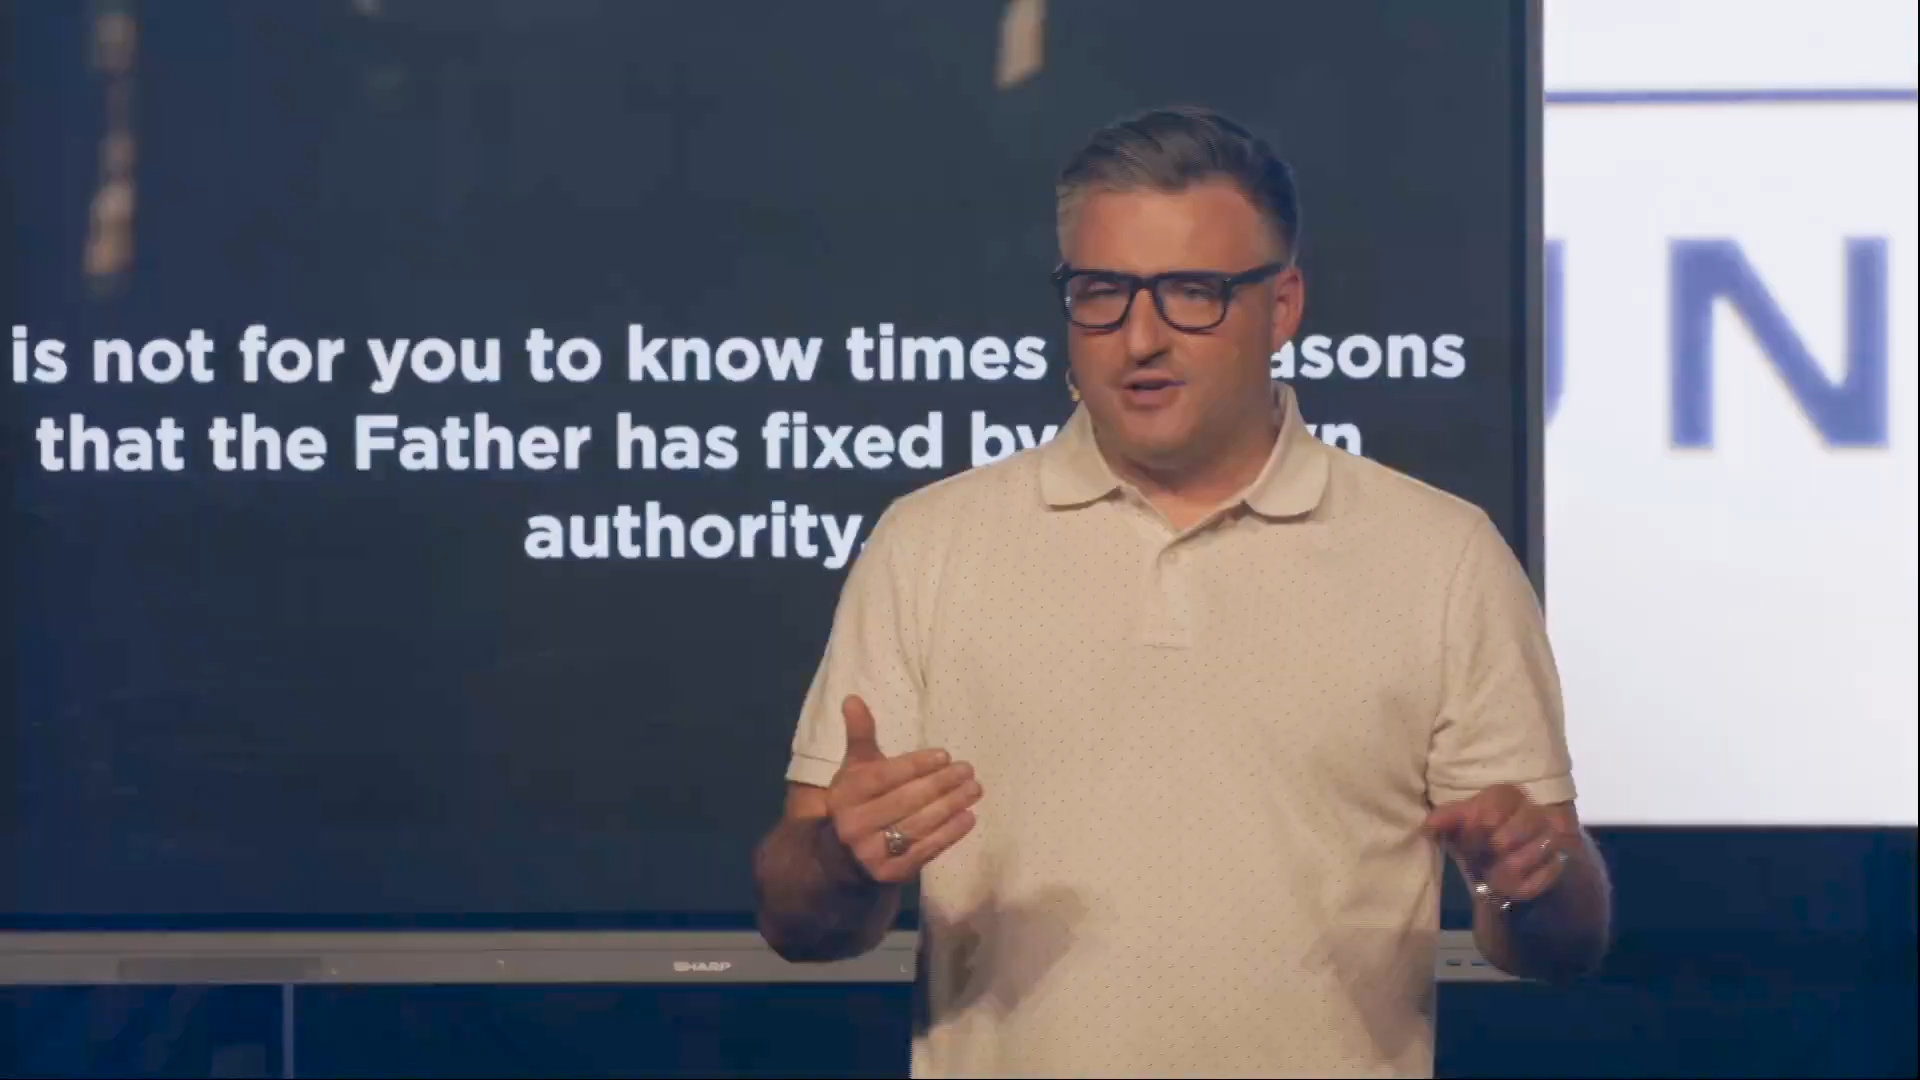 is not for you to know times asons
that the Father has fixed by
authority.
SHARP
UN